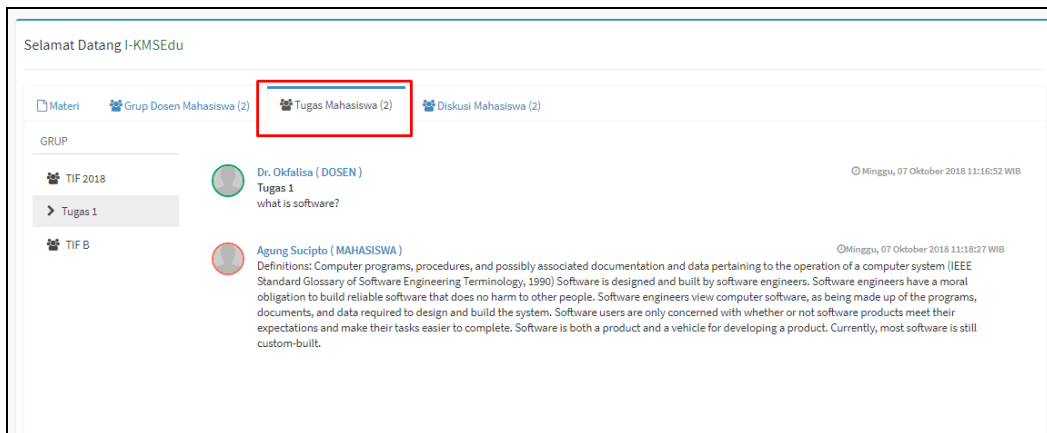 Selamat Datang I-KMSEdu
Materi
Grup Dosen Mahasiswa (2)
Tugas Mahasiswa (2)
Diskusi Mahasiswa (2)
GRUP
TIF 2018
Tugas 1
TIF B
Dr. Okfalisa ( DOSEN )
Minggu, 07 Oktober 2018 11:16:52 WIB
Tugas 1
what is software?
Agung Sucipto ( MAHASISWA )
Minggu, 07 Oktober 2018 11:18:27 WIB
Definitions: Computer programs, procedures, and possibly associated documentation and data pertaining to the operation of a computer system (IEEE
Standard Glossary of Software Engineering Terminology, 1990) Software is designed and built by software engineers. Software engineers have a moral
obligation to build reliable software that does no harm to other people. Software engineers view computer software, as being made up of the programs,
documents, and data required to design and build the system. Software users are only concerned with whether or not software products meet their
expectations and make their tasks easier to complete. Software is both a product and a vehicle for developing a product. Currently, most software is still
custom-built.